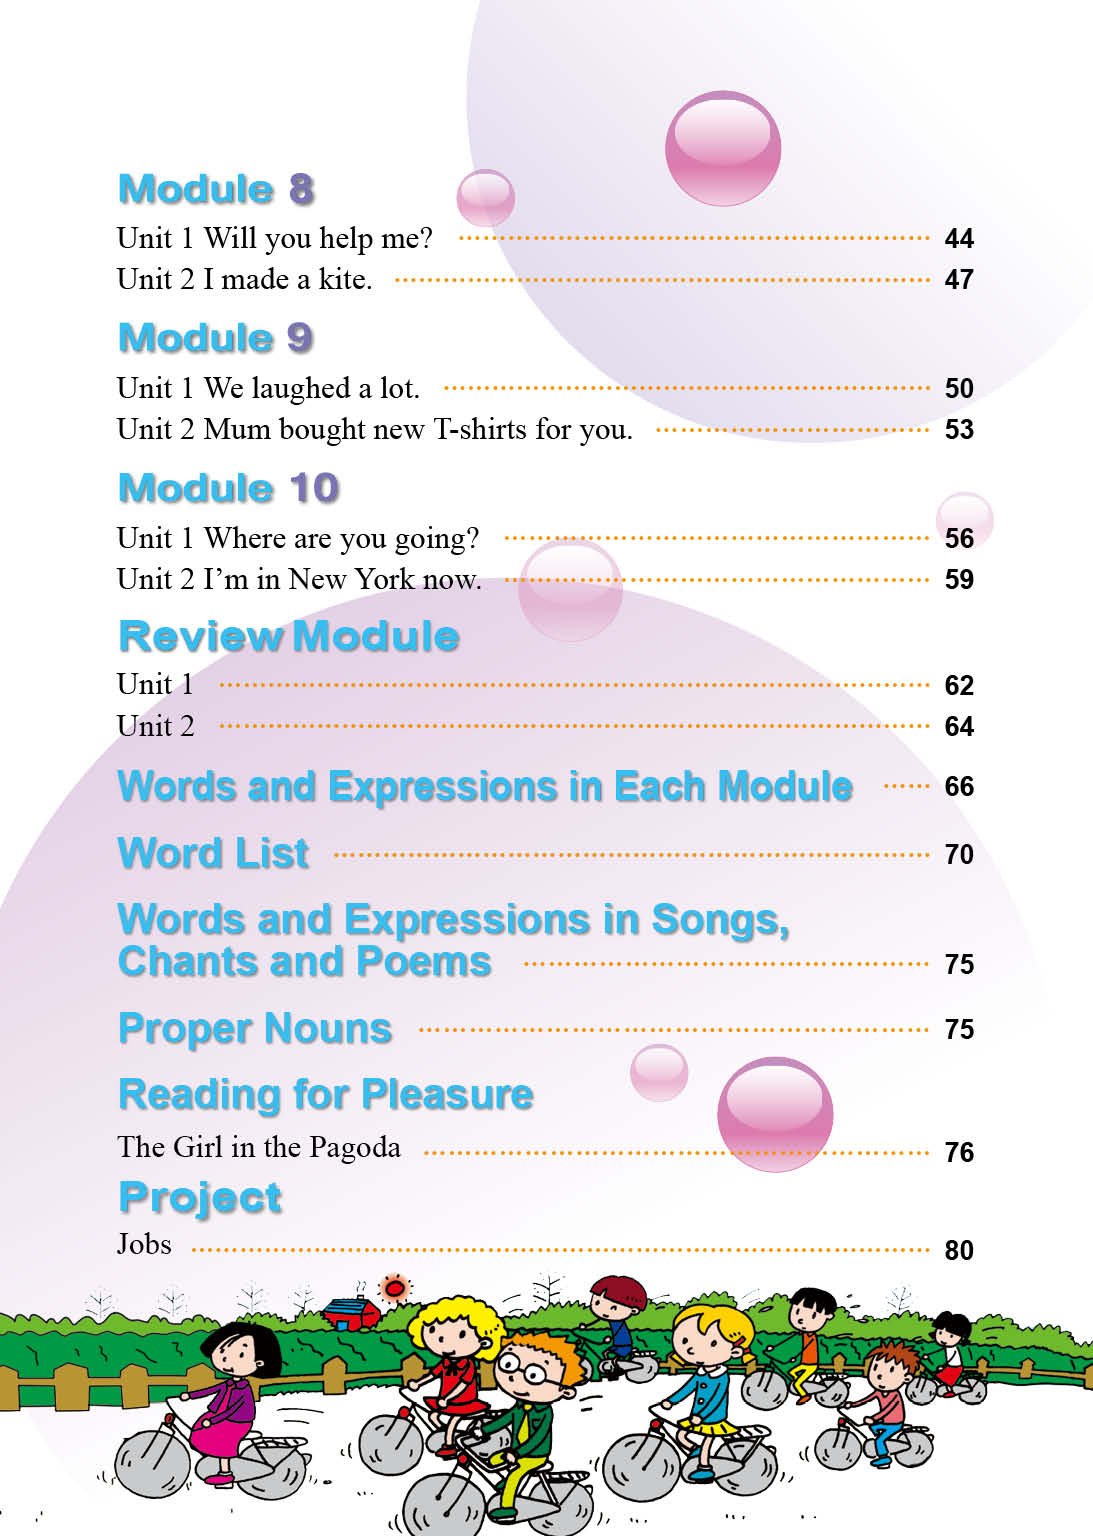 Module 8
Unit 1 Will you help me? 44
Unit 2 I made a kite. 47
Module 9
Unit 1 We laughed a lot. 50
Unit 2 Mum bought new T-shirts for you. 53
Module 10
Unit 1 Where are you going? 56
Unit 2 I'm in New York now. 59
Review Module
Unit 1 62
Unit 2 64
Words and Expressions in Each Module 66
Word List 70
Words and Expressions in Songs,
Chants and Poems 75
Proper Nouns 75
Reading for Pleasure
The Girl in the Pagoda 76
Project
Jobs 80